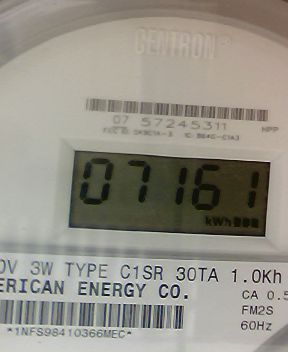 CENTRON®
07 57245311
HPP
07161
kWh
0V 3W TYPE C1SR 30TA 1.0Kh
ERICAN ENERGY CO.
CA 0.5
FM2S
*1NFS98410366MEC*
60Hz